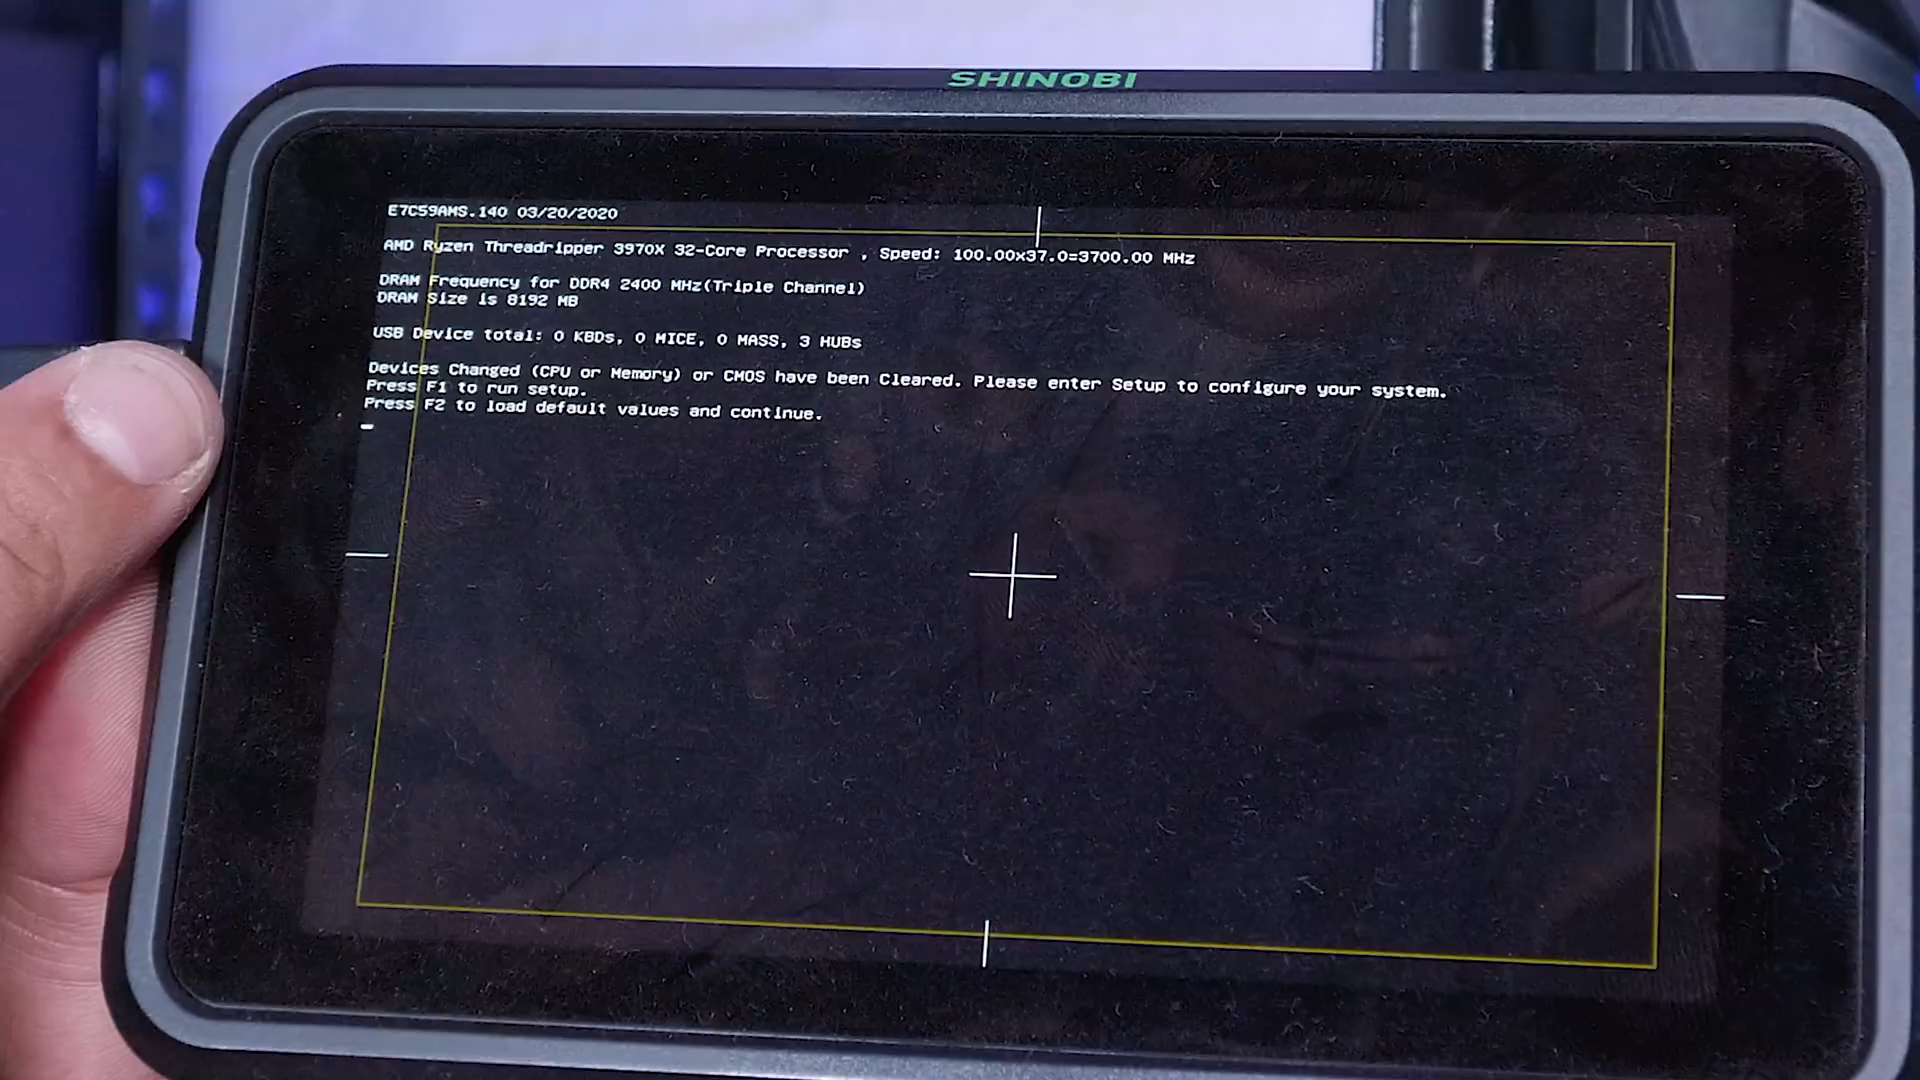 SHINOBI
E7C59AMS.140 03/20/2020
AMD Ryzen Threadripper 3970X 32-Core Processor , Speed: 100.00x37.0=3700.00 MHz
DRAM Frequency for DDR4 2400 MHz(Triple Channel)
DRAM Size is 8192 MB
USB Device total: 0 KBDs, 0 MICE, 0 MASS, 3 HUBs
Devices Changed (CPU or Memory) or CMOS have been Cleared. Please enter Setup to configure your system.
Press F1 to run setup.
Press F2 to load default values and continue.